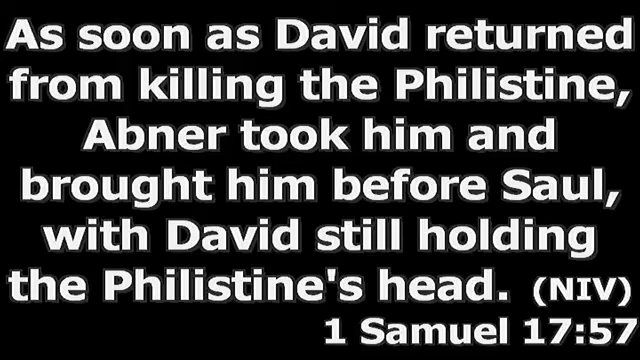 As soon as David returned
from killing the Philistine,
Abner took him and
brought him before Saul,
with David still holding
the Philistine's head. (NIV)
1 Samuel 17:57